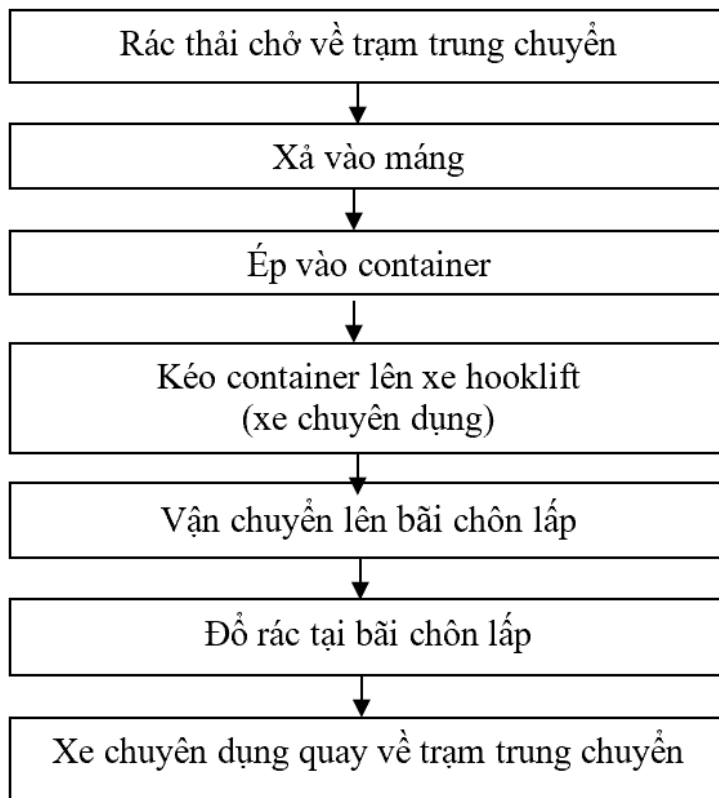 Rác thải chở về trạm trung chuyển
Xả vào máng
Ép vào container
Kéo container lên xe hooklift
(xe chuyên dụng)
Vận chuyển lên bãi chôn lấp
Đổ rác tại bãi chôn lấp
Xe chuyên dụng quay về trạm trung chuyển